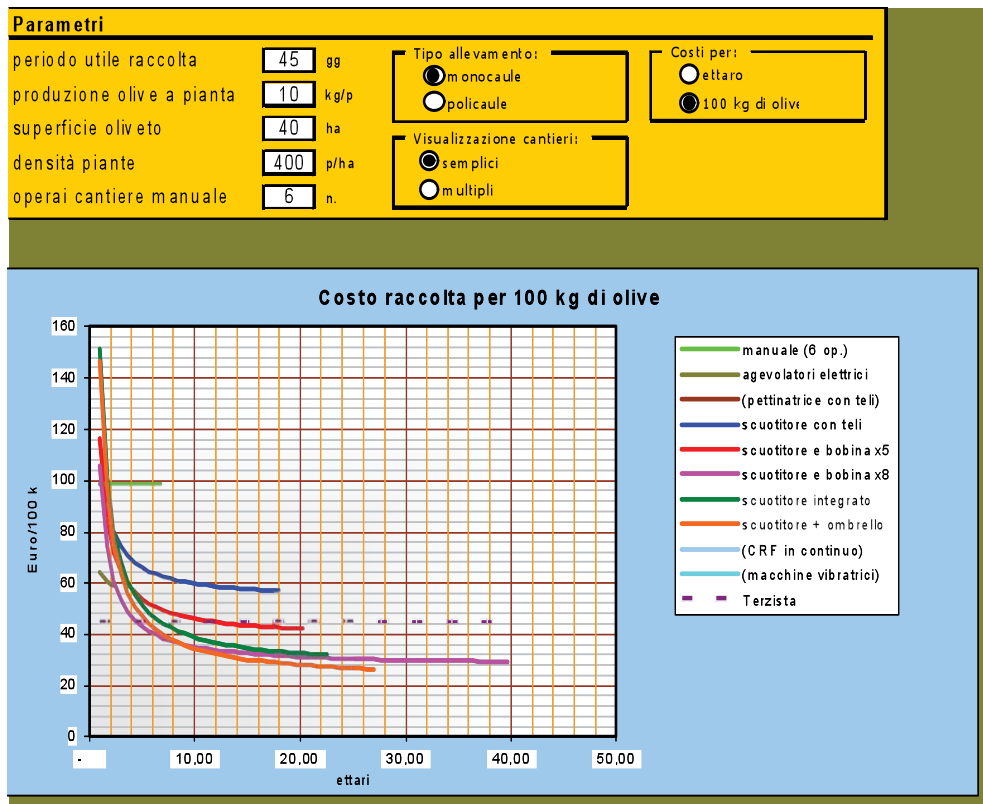 Parametri
periodo utile raccolta 45 gg
produzione olive a pianta 10 kg/p
superficie oliveto 40 ha
densità piante 400 p/ha
operai cantiere manuale 6 n.
Tipo allevamento:
monocaule
policaule
Visualizzazione cantieri:
semplici
multipli
Costi per:
ettaro
100 kg di olive
Costo raccolta per 100 kg di olive
Euro/100 k
160
140
120
100
80
60
40
20
0
- 10,00 20,00 30,00 40,00 50,00
ettari
manuale (6 op.)
agevolatori elettrici
(pettinatrice con teli)
scuotitore con teli
scuotitore e bobina x5
scuotitore e bobina x8
scuotitore integrato
scuotitore + ombrello
(CRF in continuo)
(macchine vibratrici)
Terzista